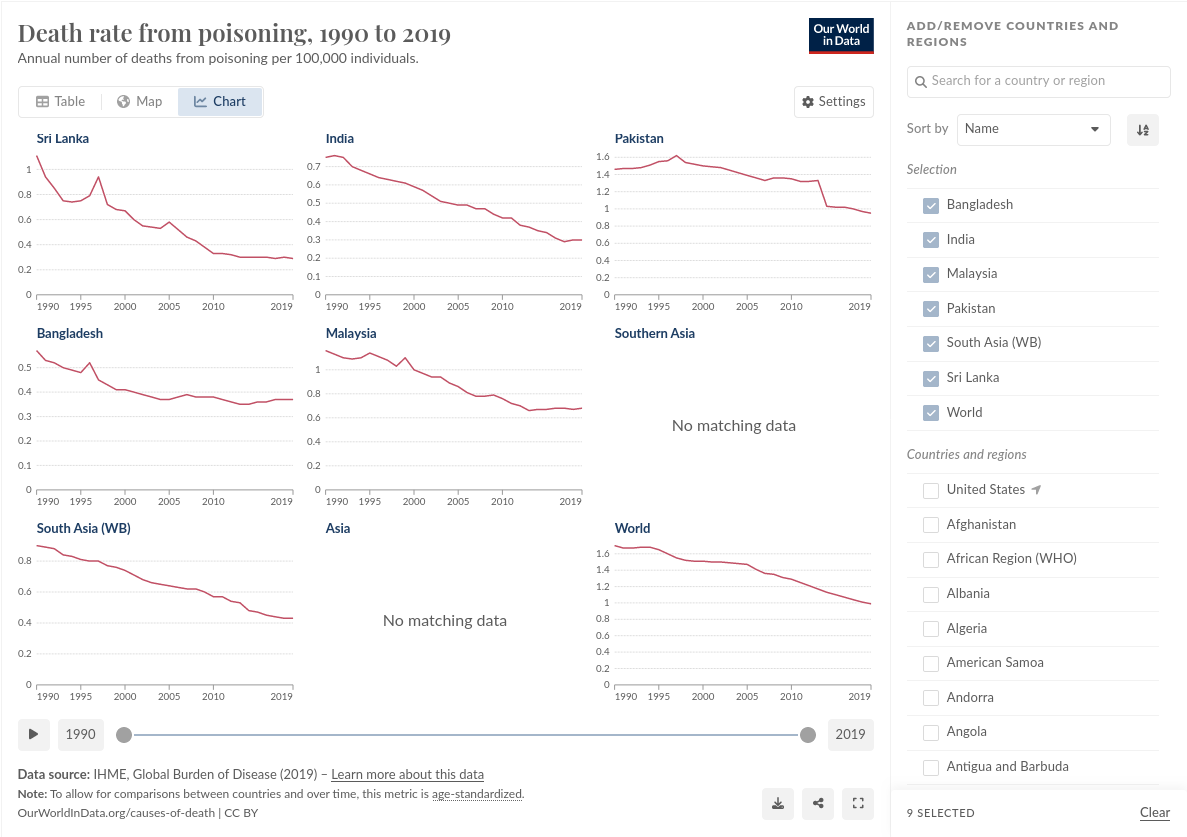 Death rate from poisoning, 1990 to 2019
Annual number of deaths from poisoning per 100,000 individuals.
Our World
in Data
Table
Map
Chart
Settings
Sri Lanka
1
0.8
0.6
0.4
0.2
0
1990 1995 2000 2005 2010 2019
India
0.7
0.6
0.5
0.4
0.3
0.2
0.1
0
1990 1995 2000 2005 2010 2019
Pakistan
1.6
1.4
1.2
1
0.8
0.6
0.4
0.2
0
1990 1995 2000 2005 2010 2019
Bangladesh
0.5
0.4
0.3
0.2
0.1
0
1990 1995 2000 2005 2010 2019
Malaysia
1
0.8
0.6
0.4
0.2
0
1990 1995 2000 2005 2010 2019
Southern Asia
No matching data
South Asia (WB)
0.8
0.6
0.4
0.2
0
1990 1995 2000 2005 2010 2019
Asia
No matching data
World
1.6
1.4
1.2
1
0.8
0.6
0.4
0.2
0
1990 1995 2000 2005 2010 2019
1990
2019
Data source: IHME, Global Burden of Disease (2019) – Learn more about this data
Note: To allow for comparisons between countries and over time, this metric is age-standardized.
OurWorldInData.org/causes-of-death | CC BY
ADD/REMOVE COUNTRIES AND
REGIONS
Search for a country or region
Sort by
Name
Selection
Bangladesh
India
Malaysia
Pakistan
South Asia (WB)
Sri Lanka
World
Countries and regions
United States
Afghanistan
African Region (WHO)
Albania
Algeria
American Samoa
Andorra
Angola
Antigua and Barbuda
9 SELECTED
Clear